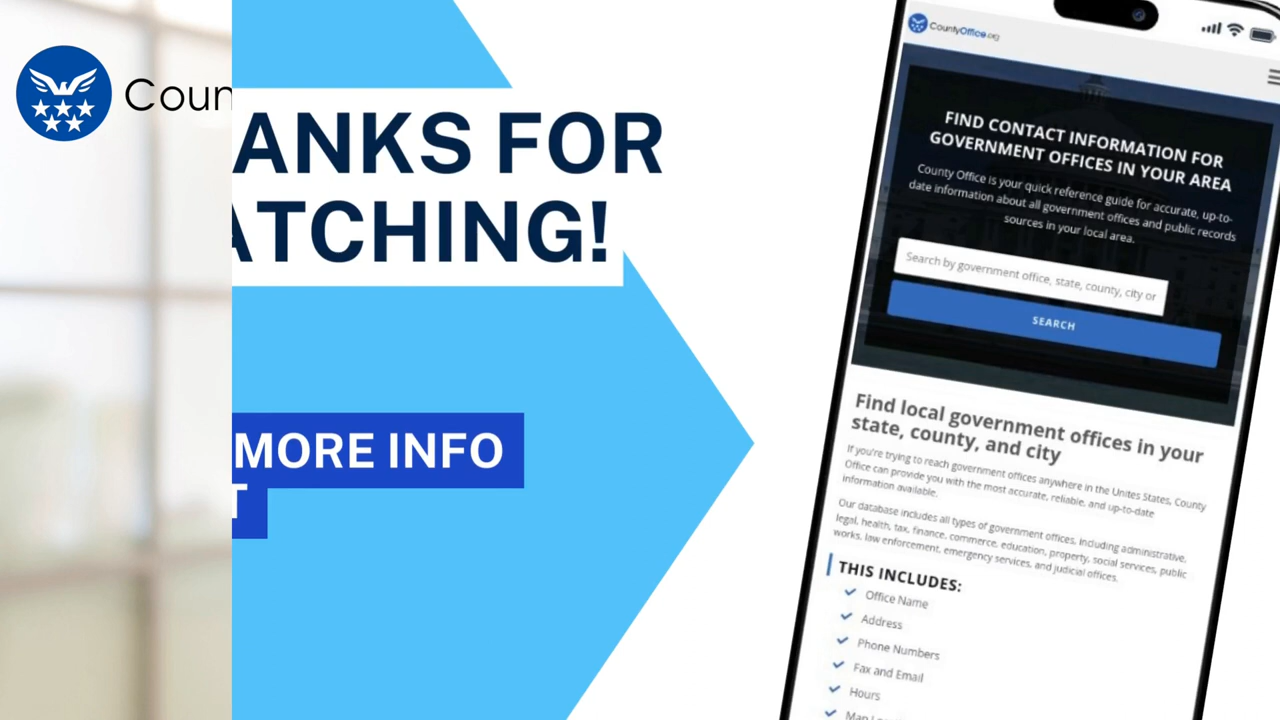 Coun
ANKS FOR
ATCHING!
MORE INFO
T
CountyOffice.org
FIND CONTACT INFORMATION FOR
GOVERNMENT OFFICES IN YOUR AREA
County Office is your quick reference guide for accurate, up-to-
date information about all government offices and public records
sources in your local area.
Search by government office, state, county, city or
SEARCH
Find local government offices in your
state, county, and city
If you're trying to reach government offices anywhere in the Unites States, County
Office can provide you with the most accurate, reliable, and up-to-date
information available.
Our database includes all types of government offices, including administrative,
legal, health, tax, finance, commerce, education, property, social services, public
works, law enforcement, emergency services, and judicial offices.
THIS INCLUDES:
Office Name
Address
Phone Numbers
Fax and Email
Hours
Map